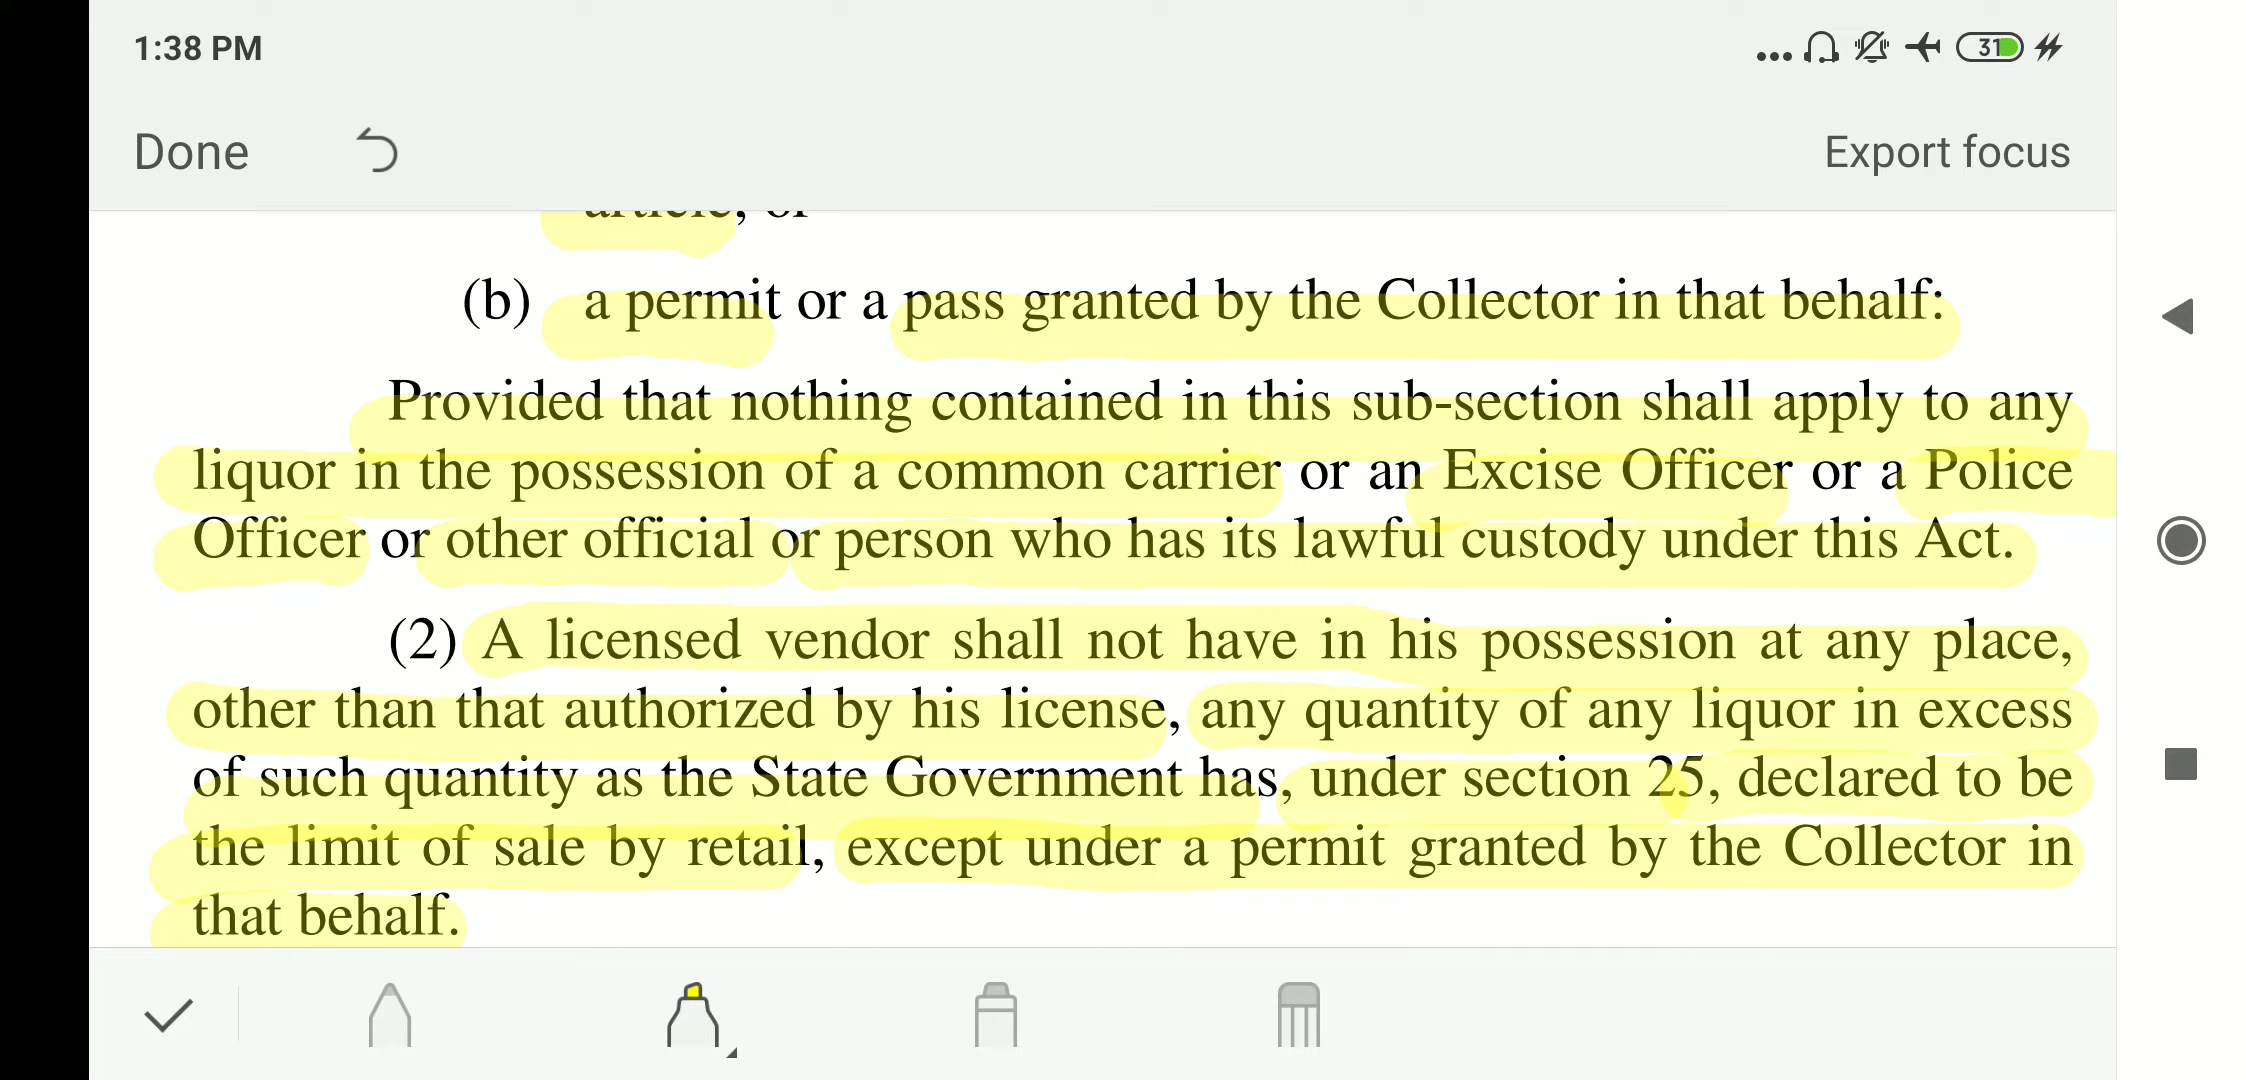 1:38 PM
31
Done
Export focus
article, or
(b) a permit or a pass granted by the Collector in that behalf:
Provided that nothing contained in this sub-section shall apply to any
liquor in the possession of a common carrier or an Excise Officer or a Police
Officer or other official or person who has its lawful custody under this Act.
(2) A licensed vendor shall not have in his possession at any place,
other than that authorized by his license, any quantity of any liquor in excess
of such quantity as the State Government has, under section 25, declared to be
the limit of sale by retail, except under a permit granted by the Collector in
that behalf.